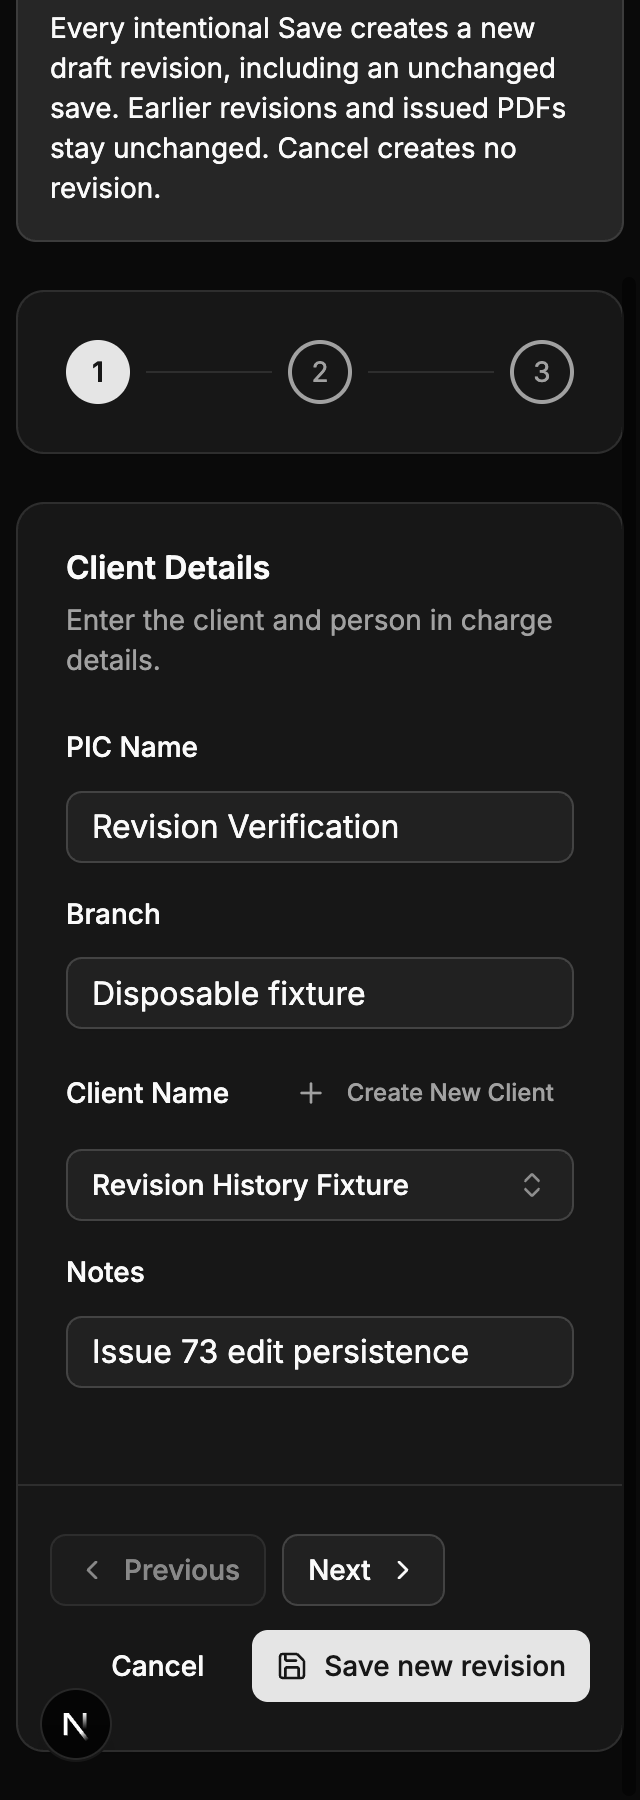 Every intentional Save creates a new
draft revision, including an unchanged
save. Earlier revisions and issued PDFs
stay unchanged. Cancel creates no
revision.
1
2
3
Client Details
Enter the client and person in charge
details.
PIC Name
Revision Verification
Branch
Disposable fixture
Client Name
Create New Client
Revision History Fixture
Notes
Issue 73 edit persistence
Previous
Next
Cancel
Save new revision
N